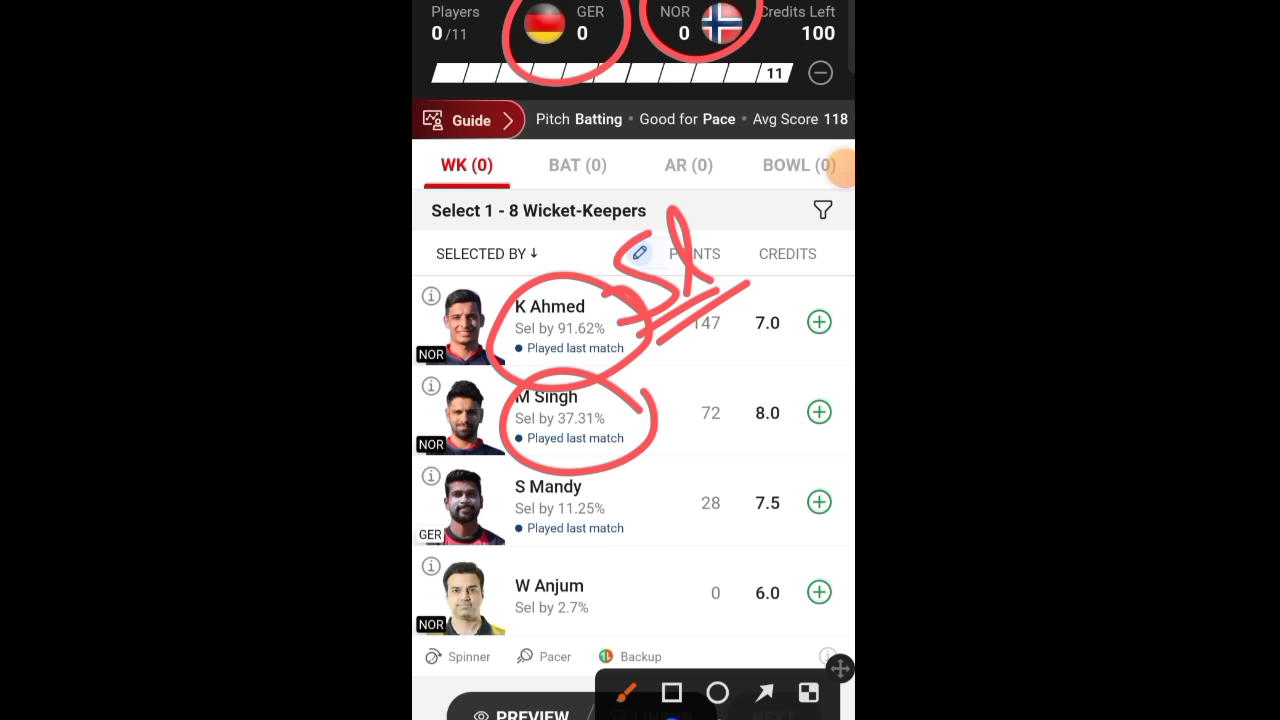 Players GER NOR Credits Left
0/11 0 0 100
11
Guide Pitch Batting • Good for Pace • Avg Score 118
WK (0) BAT (0) AR (0) BOWL (0)
Select 1 - 8 Wicket-Keepers
SELECTED BY ↓ POINTS CREDITS
K Ahmed
Sel by 91.62% 147 7.0
Played last match
NOR
M Singh
Sel by 37.31% 72 8.0
Played last match
NOR
S Mandy
Sel by 11.25% 28 7.5
Played last match
GER
W Anjum
Sel by 2.7% 0 6.0
NOR
Spinner Pacer Backup
PREVIEW